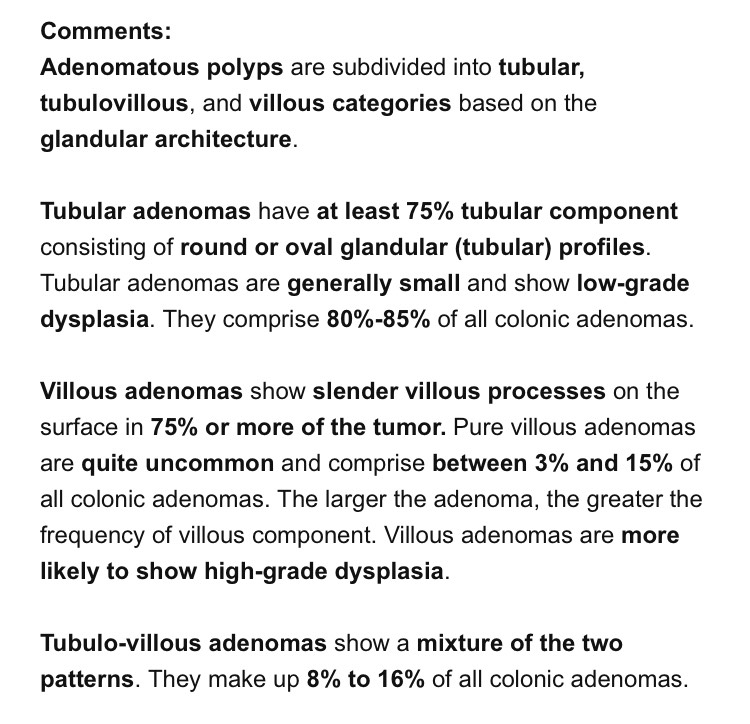 Comments:
Adenomatous polyps are subdivided into tubular,
tubulovillous, and villous categories based on the
glandular architecture.
Tubular adenomas have at least 75% tubular component
consisting of round or oval glandular (tubular) profiles.
Tubular adenomas are generally small and show low-grade
dysplasia. They comprise 80%-85% of all colonic adenomas.
Villous adenomas show slender villous processes on the
surface in 75% or more of the tumor. Pure villous adenomas
are quite uncommon and comprise between 3% and 15% of
all colonic adenomas. The larger the adenoma, the greater the
frequency of villous component. Villous adenomas are more
likely to show high-grade dysplasia.
Tubulo-villous adenomas show a mixture of the two
patterns. They make up 8% to 16% of all colonic adenomas.